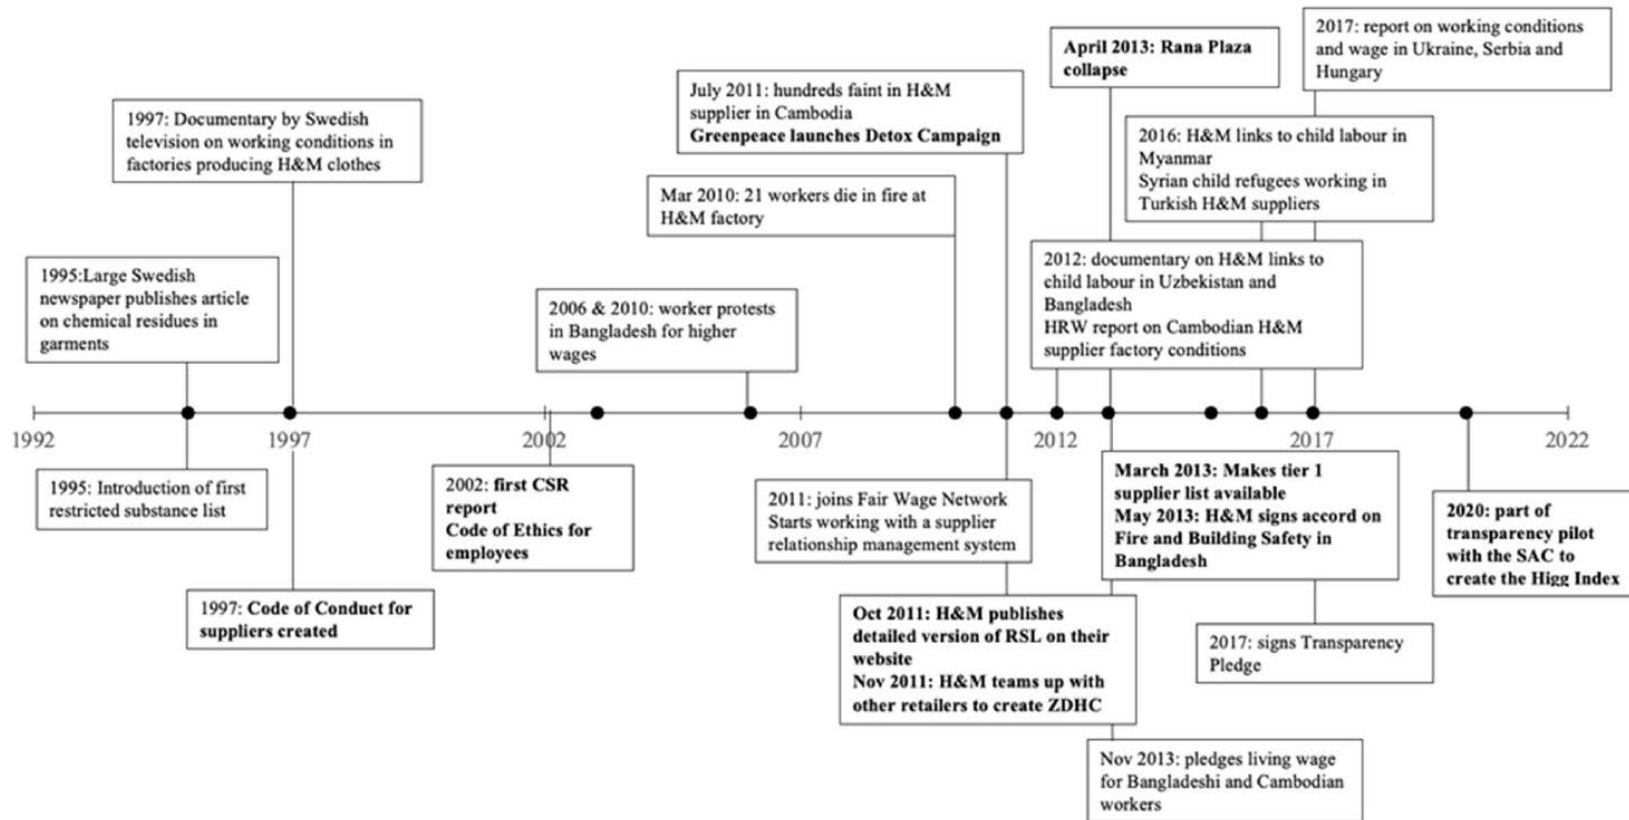 2017: report on working conditions
and wage in Ukraine, Serbia and
Hungary
April 2013: Rana Plaza
collapse
July 2011: hundreds faint in H&M
supplier in Cambodia
Greenpeace launches Detox Campaign
1997: Documentary by Swedish
television on working conditions in
factories producing H&M clothes
2016: H&M links to child labour in
Myanmar
Syrian child refugees working in
Turkish H&M suppliers
Mar 2010: 21 workers die in fire at
H&M factory
2012: documentary on H&M links to
child labour in Uzbekistan and
Bangladesh
HRW report on Cambodian H&M
supplier factory conditions
1995:Large Swedish
newspaper publishes article
on chemical residues in
garments
2006 & 2010: worker protests
in Bangladesh for higher
wages
1992
1997
2002
2007
2012
2017
2022
1995: Introduction of first
restricted substance list
2002: first CSR
report
Code of Ethics for
employees
2011: joins Fair Wage Network
Starts working with a supplier
relationship management system
March 2013: Makes tier 1
supplier list available
May 2013: H&M signs accord on
Fire and Building Safety in
Bangladesh
2020: part of
transparency pilot
with the SAC to
create the Higg Index
1997: Code of Conduct for
suppliers created
Oct 2011: H&M publishes
detailed version of RSL on their
website
Nov 2011: H&M teams up with
other retailers to create ZDHC
2017: signs Transparency
Pledge
Nov 2013: pledges living wage
for Bangladeshi and Cambodian
workers